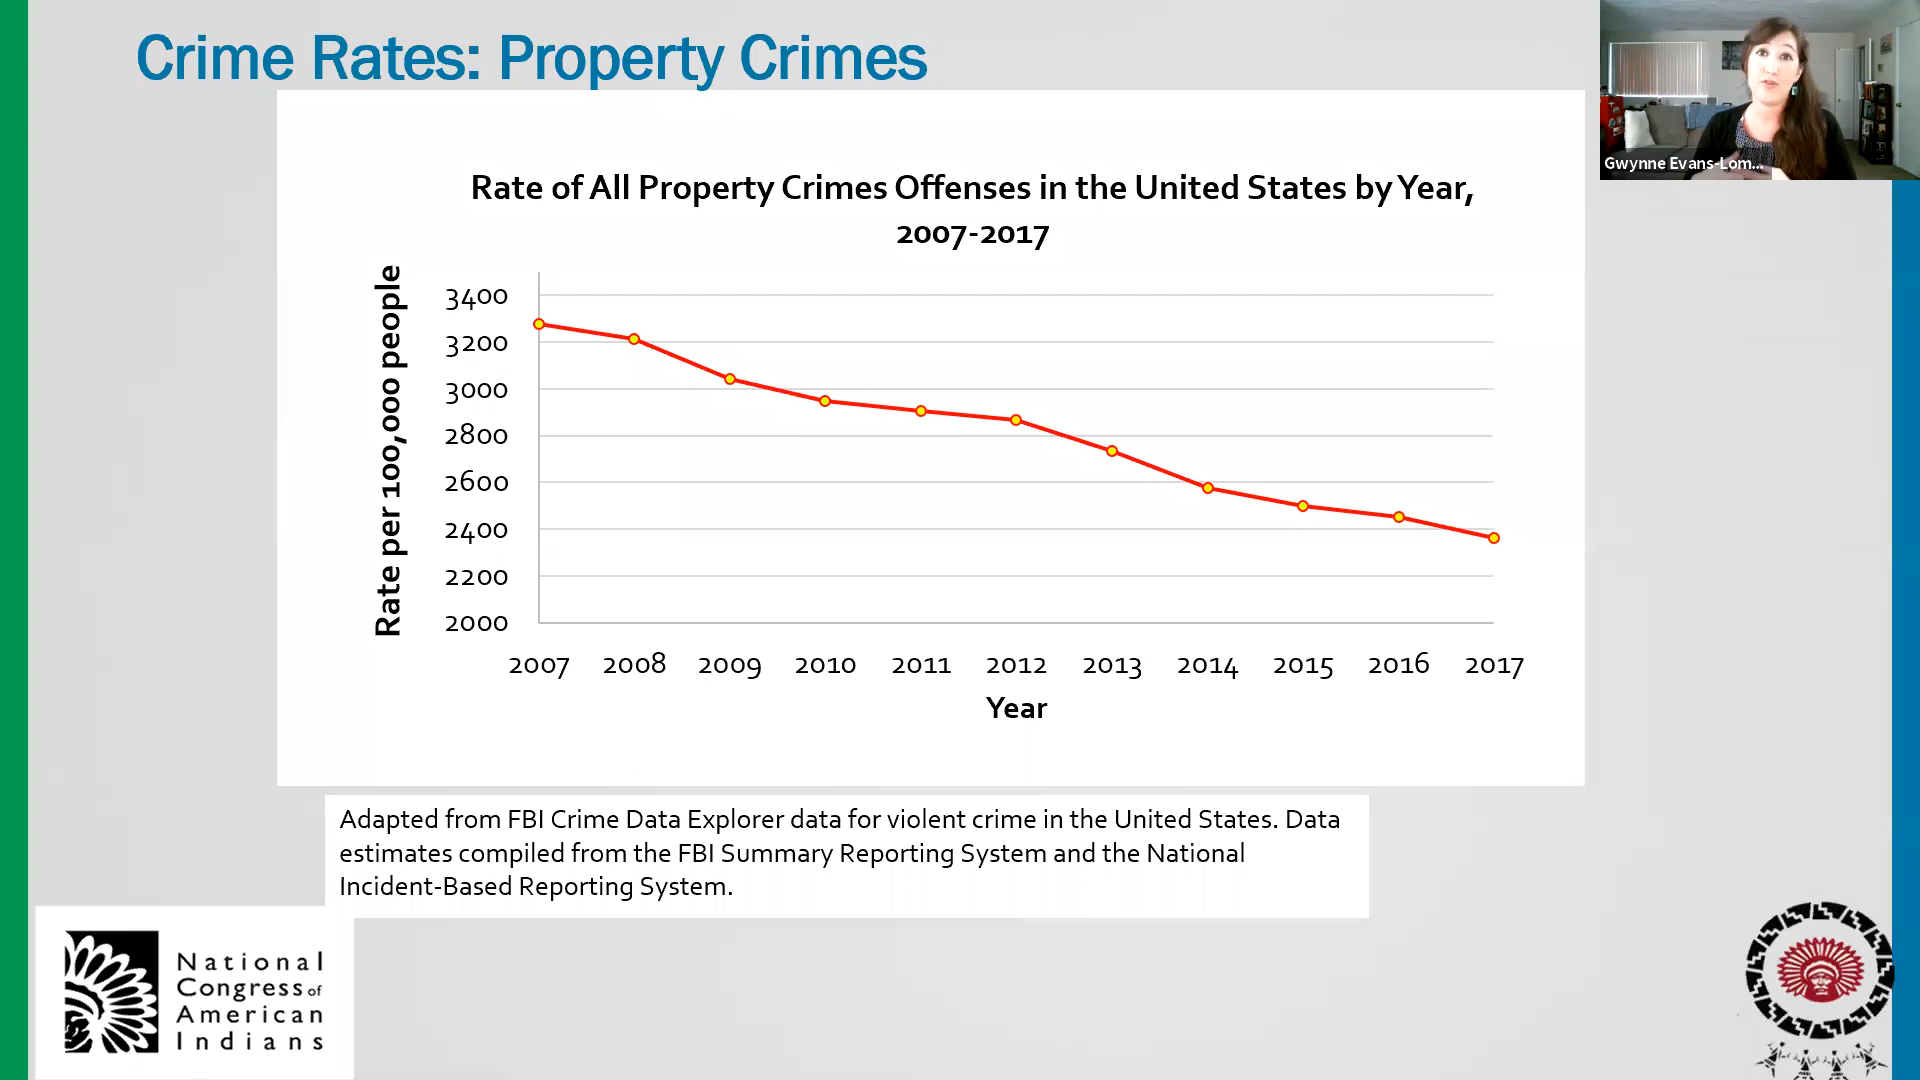 Crime Rates: Property Crimes
Gwynne Evans-Lom...
Rate of All Property Crimes Offenses in the United States by Year,
2007-2017
Rate per 100,000 people
3400
3200
3000
2800
2600
2400
2200
2000
2007 2008 2009 2010 2011 2012 2013 2014 2015 2016 2017
Year
Adapted from FBI Crime Data Explorer data for violent crime in the United States. Data
estimates compiled from the FBI Summary Reporting System and the National
Incident-Based Reporting System.
National
Congress of
American
Indians